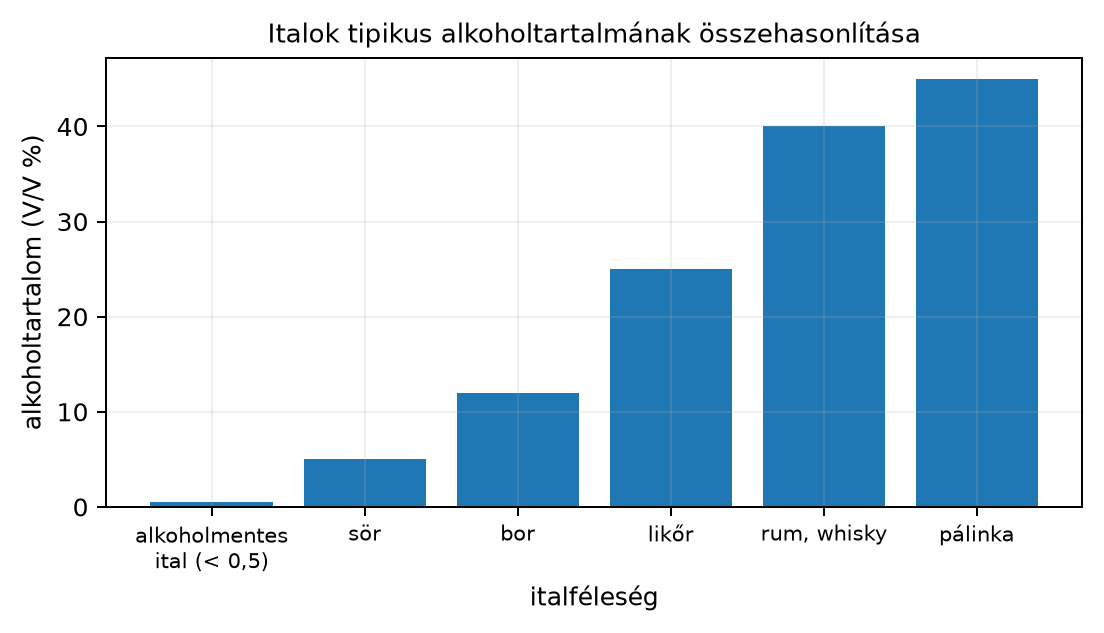 Italok tipikus alkoholtartalmának összehasonlítása
alkoholtartalom (V/V %)
40
30
20
10
0
alkoholmentes
ital (< 0,5)
sör
bor
likőr
rum, whisky
pálinka
italféleség